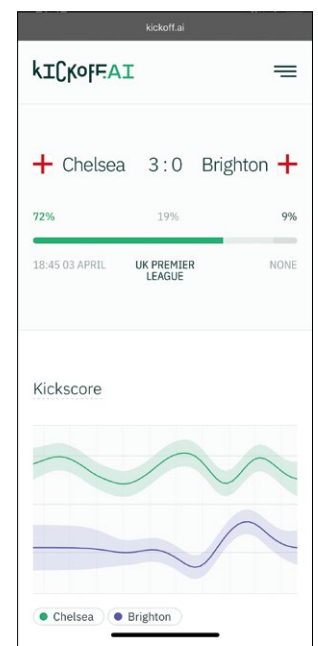 kickoff.ai
kICKoFF.AI
Chelsea 3:0 Brighton
72% 19% 9%
18:45 03 APRIL UK PREMIER LEAGUE NONE
Kickscore
Chelsea Brighton